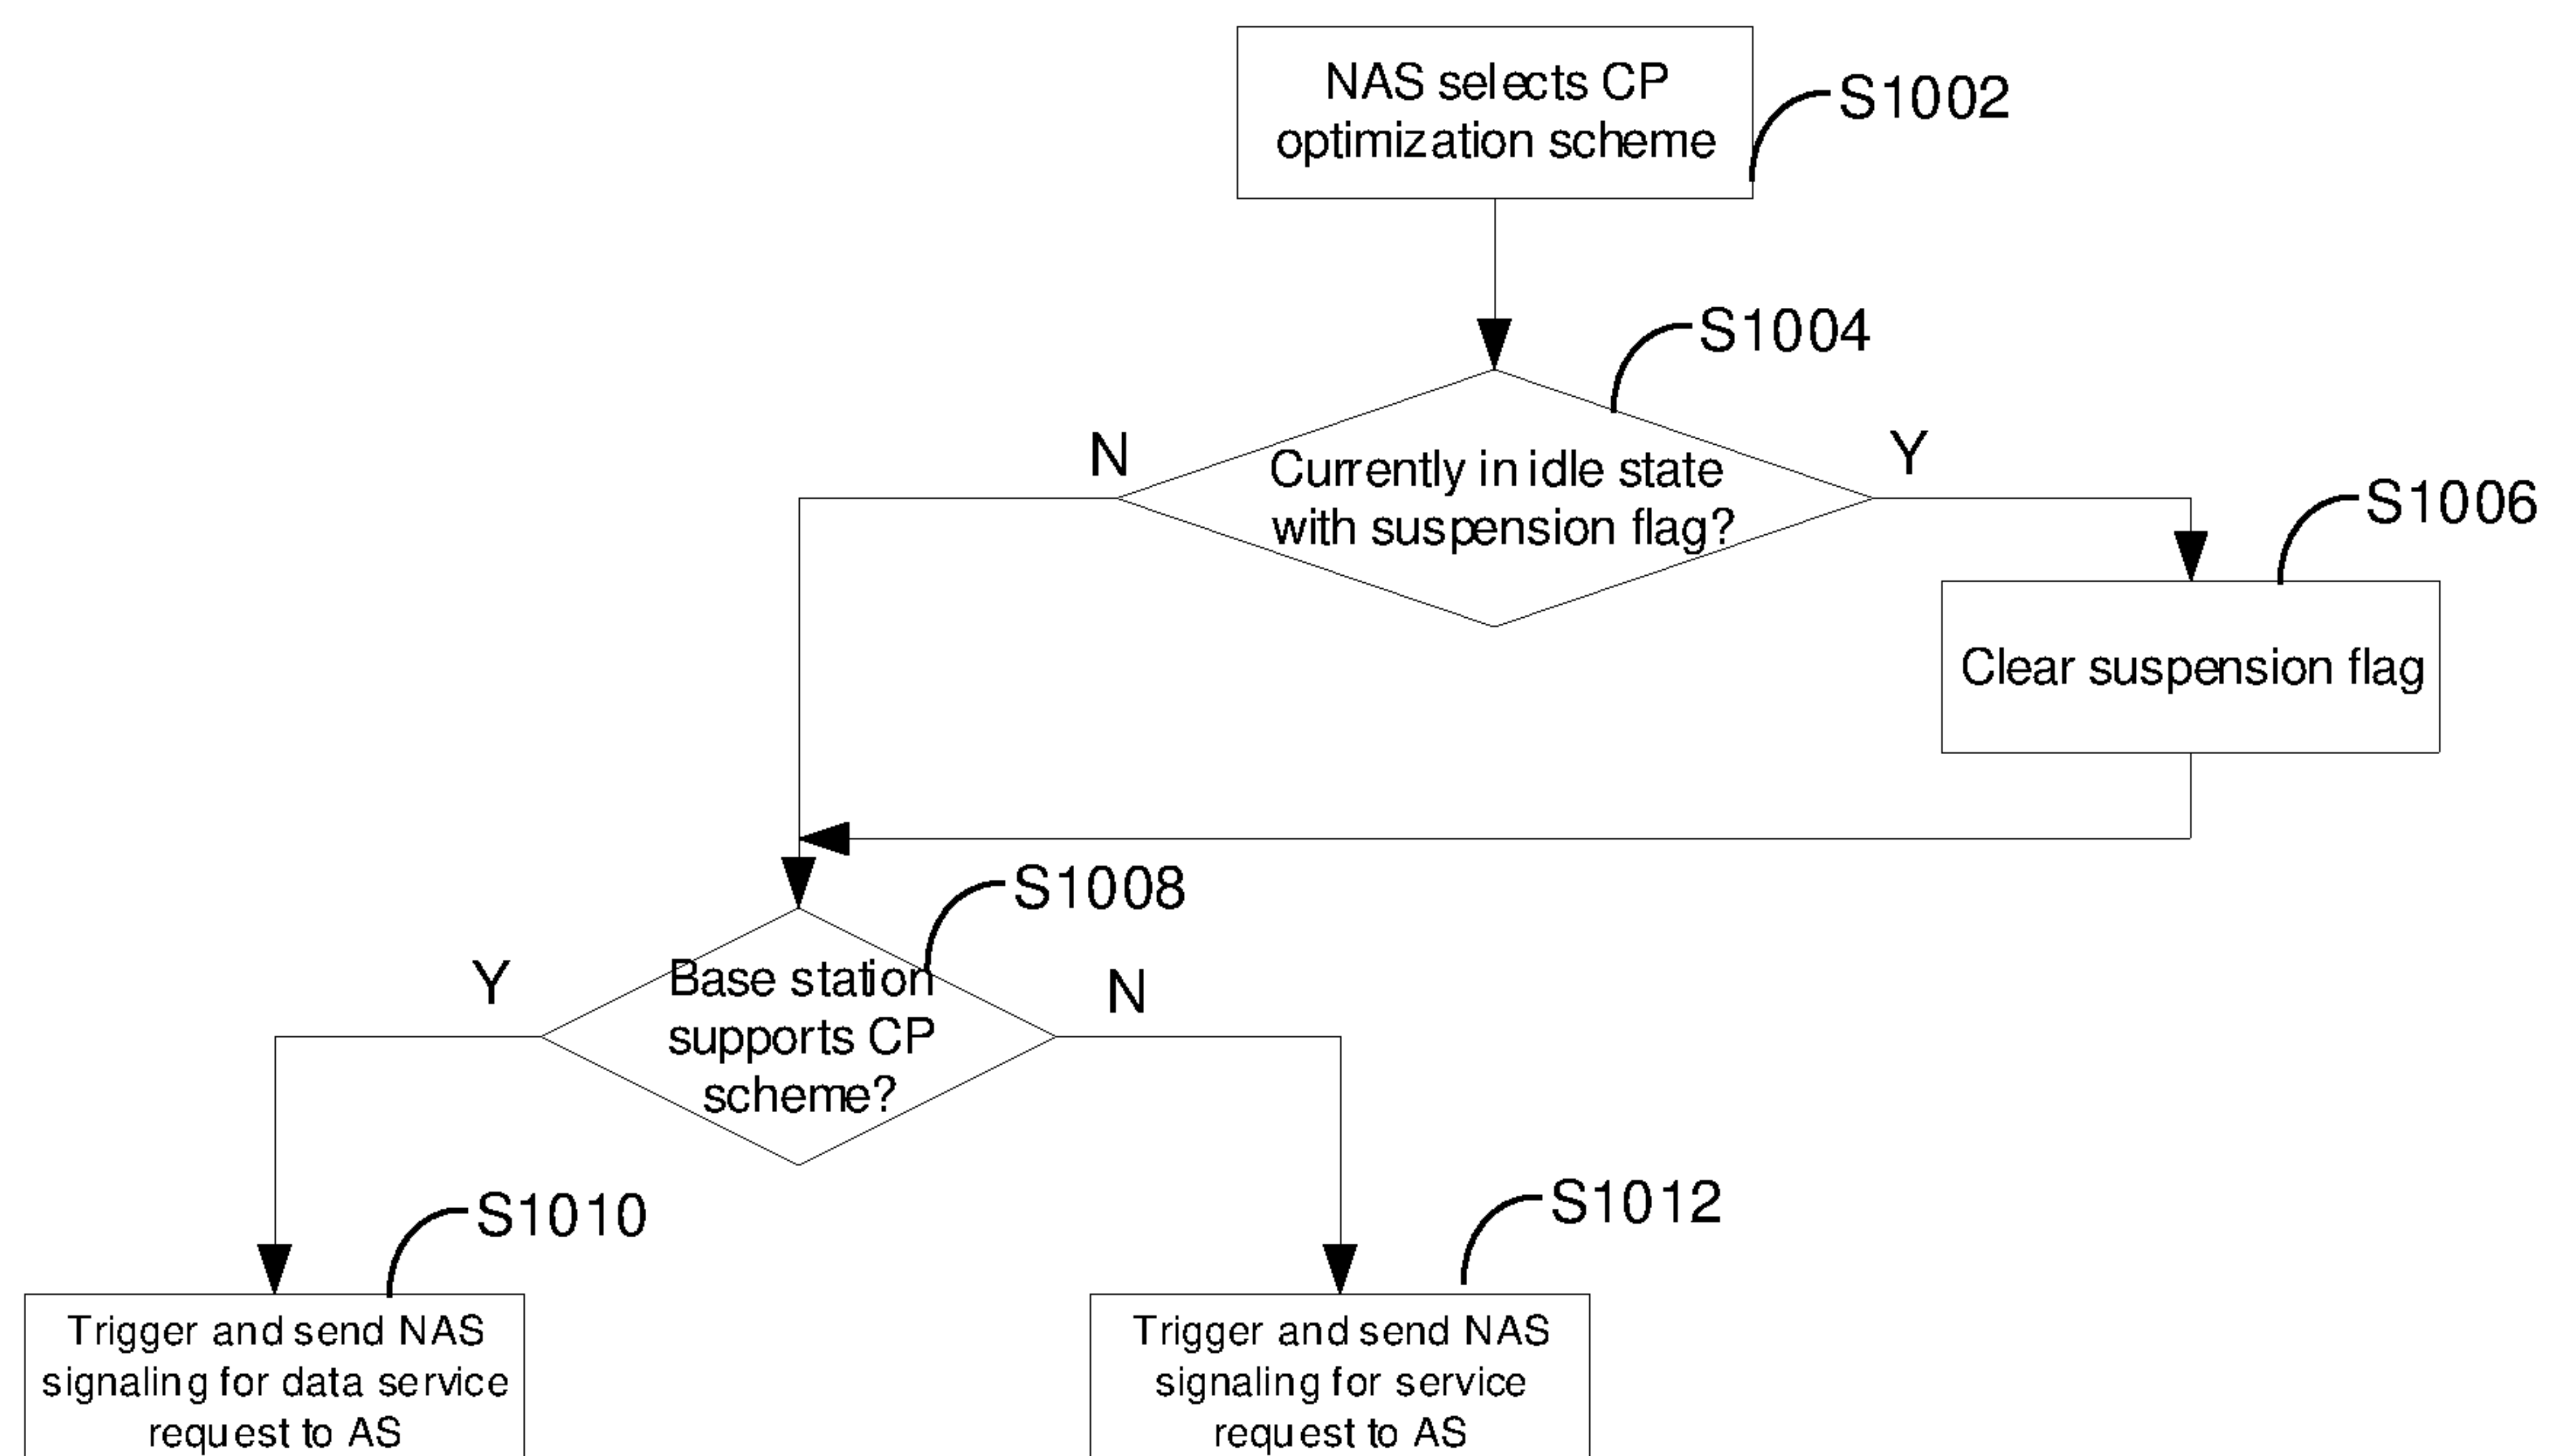 NAS selects CP
optimization scheme
S1002
S1004
N
Currently in idle state
with suspension flag?
Y
S1006
Clear suspension flag
S1008
Y
Base station
supports CP
scheme?
N
S1010
S1012
Trigger and send NAS
signaling for data service
request to AS
Trigger and send NAS
signaling for service
request to AS